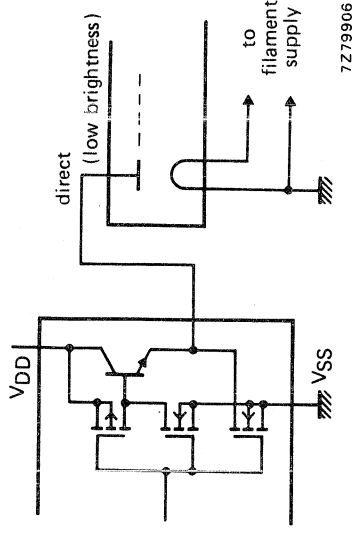 direct
(low brightness)
to
filament
supply
VDD
VSS
7Z79906